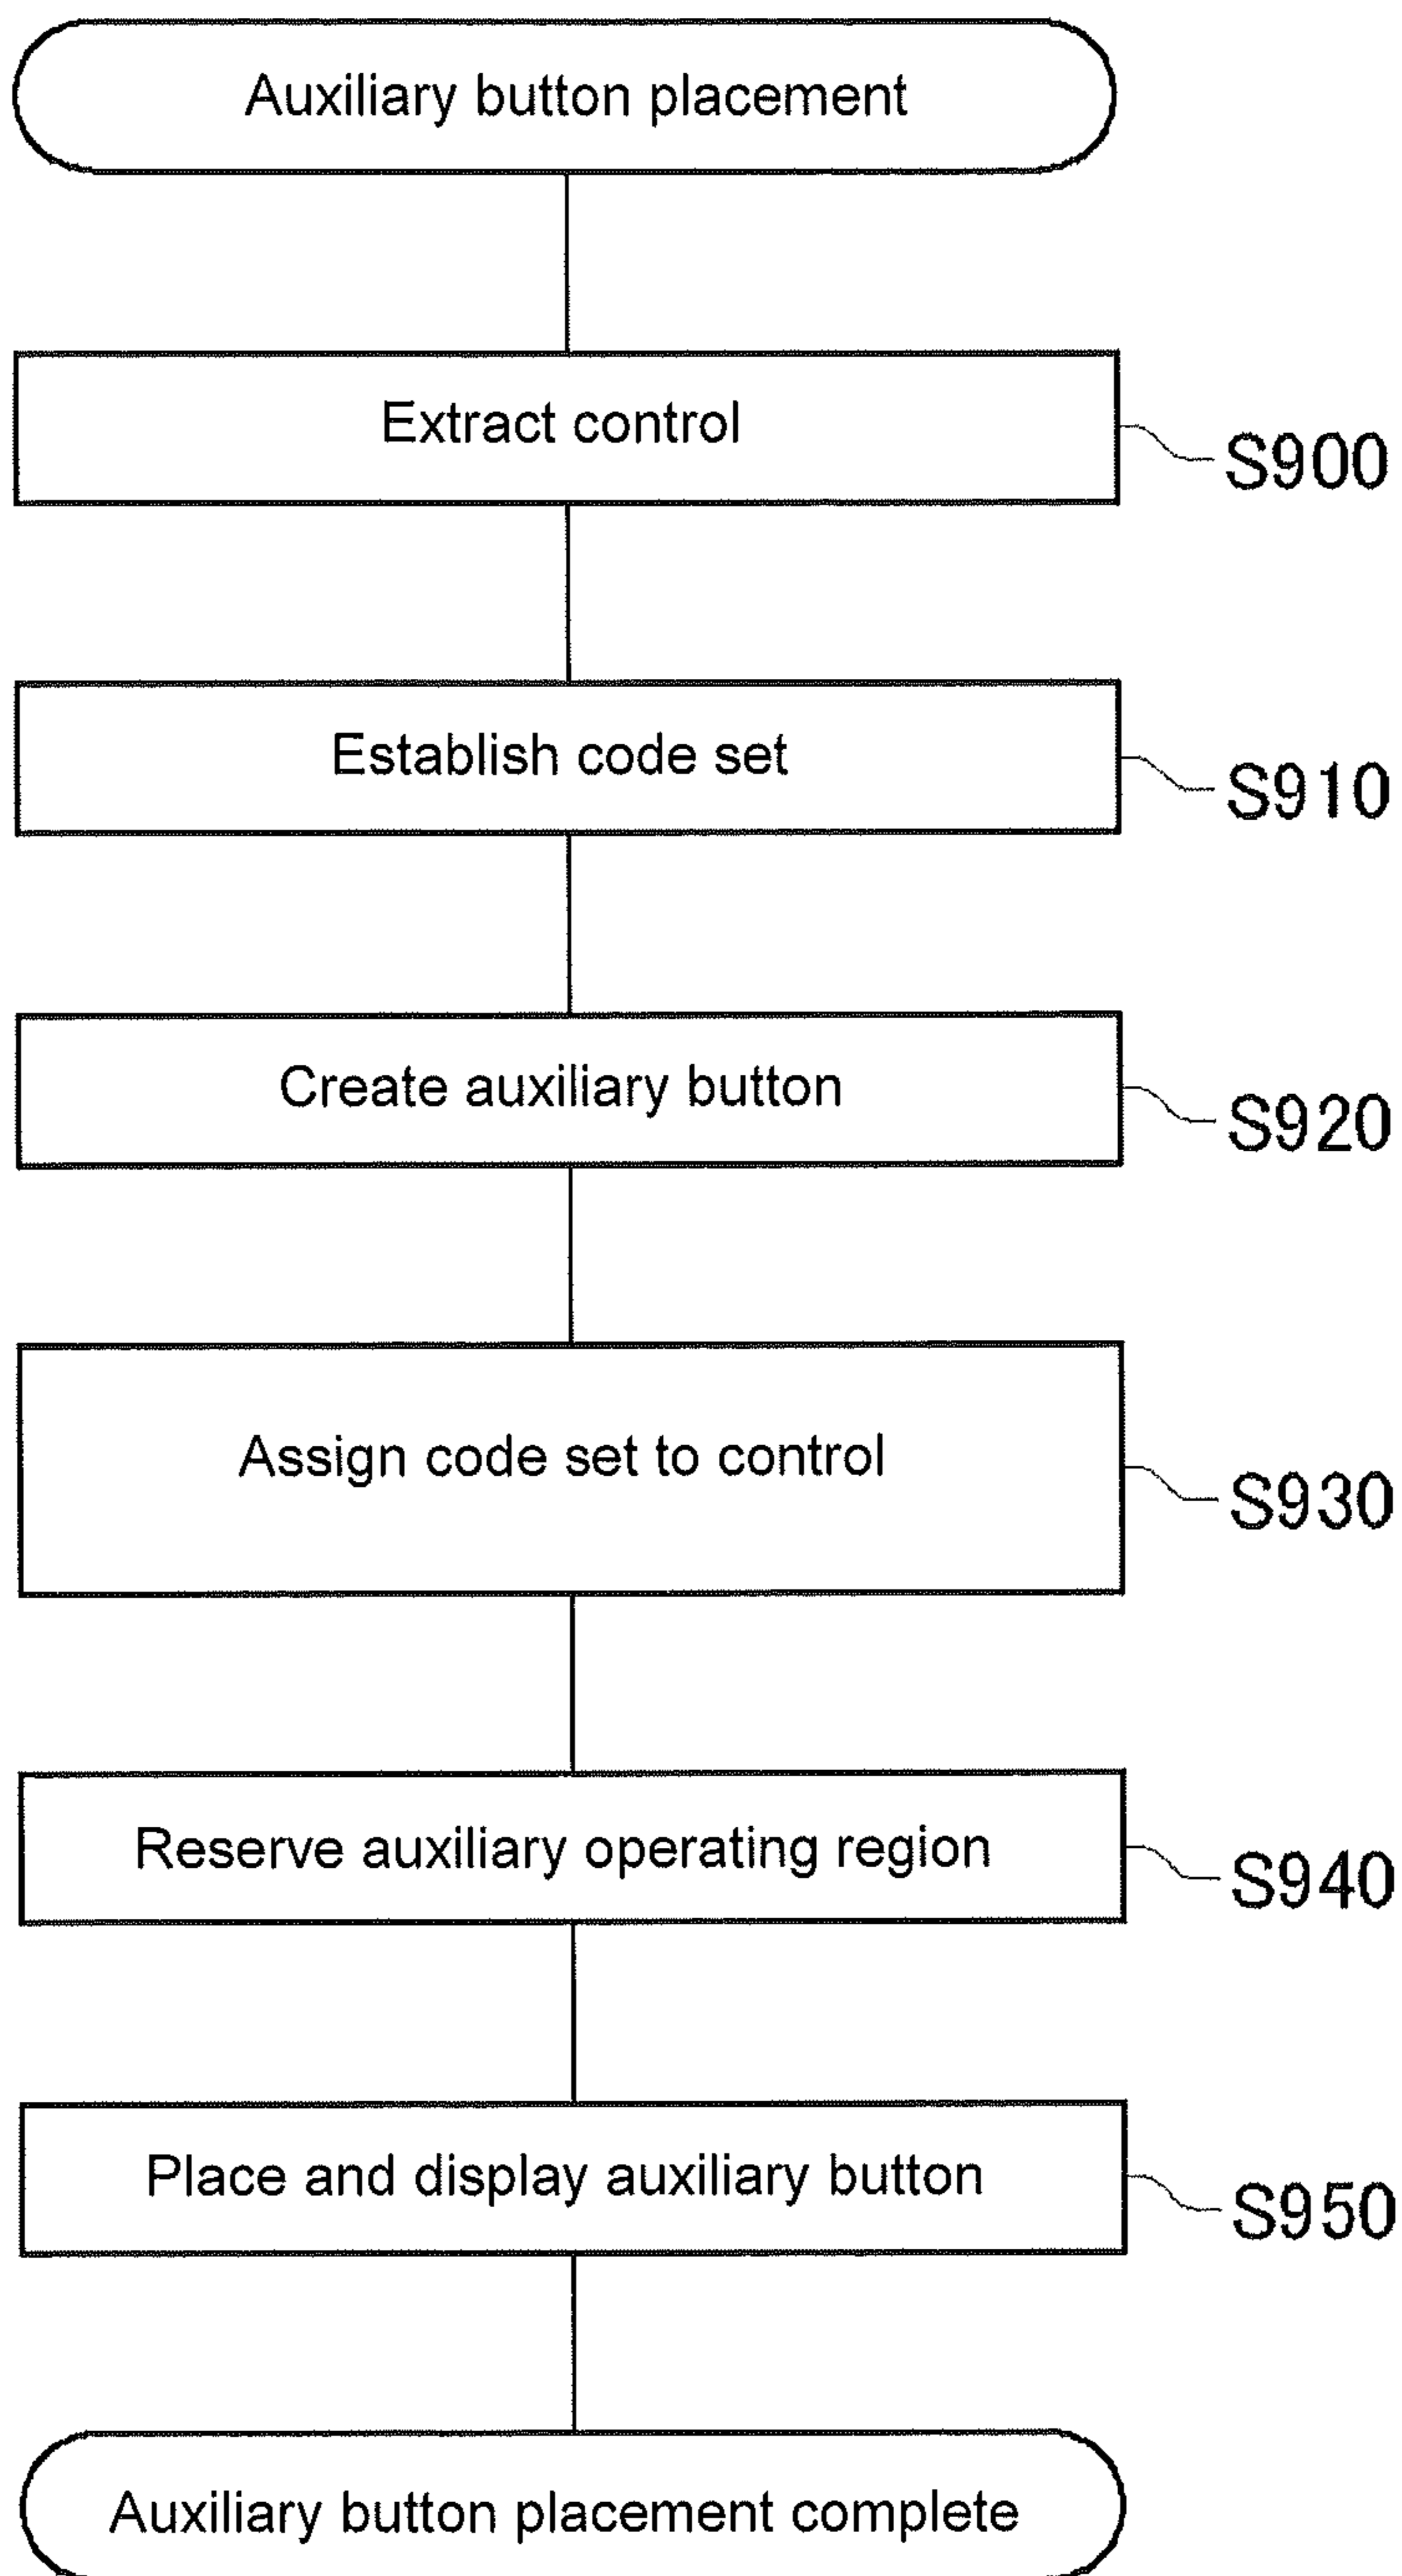 Auxiliary button placement
Extract control
S900
Establish code set
S910
Create auxiliary button
S920
Assign code set to control
S930
Reserve auxiliary operating region
S940
Place and display auxiliary button
S950
Auxiliary button placement complete